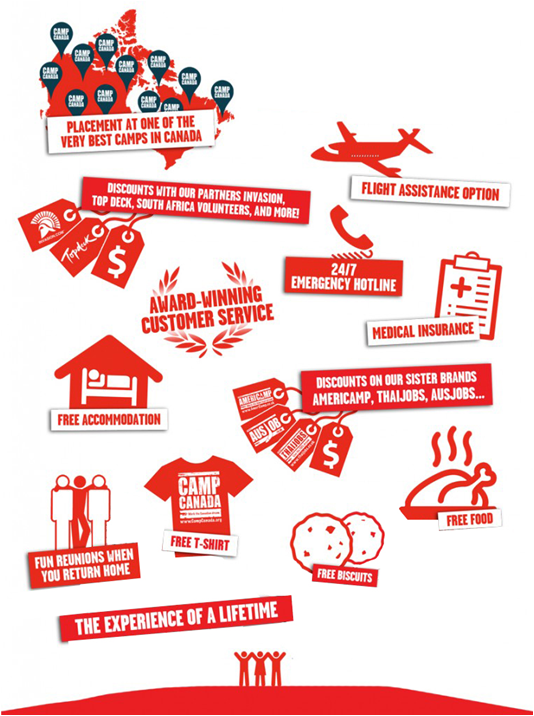 CAMP
CANADA
CAMP
CANADA
CAMP
CANADA
CAMP
CANADA
CAMP
CANADA
CAMP
CANADA
CAMP
CANADA
CAMP
CANADA
CAMP
CANADA
CAMP
CANADA
CAMP
CANADA
PLACEMENT AT ONE OF THE
VERY BEST CAMPS IN CANADA
FLIGHT ASSISTANCE OPTION
DISCOUNTS WITH OUR PARTNERS INVASION,
TOP DECK, SOUTH AFRICA VOLUNTEERS, AND MORE!
INVASION.COM
Topdeck
$
24/7
EMERGENCY HOTLINE
AWARD-WINNING
CUSTOMER SERVICE
MEDICAL INSURANCE
FREE ACCOMMODATION
DISCOUNTS ON OUR SISTER BRANDS
AMERICAMP, THAIJOBS, AUSJOBS...
AMERICAMP
AUSJOB
THAIJOBS
$
CAMP
CANADA
www.CampCanada.org
FREE T-SHIRT
FREE FOOD
FUN REUNIONS WHEN
YOU RETURN HOME
FREE BISCUITS
THE EXPERIENCE OF A LIFETIME